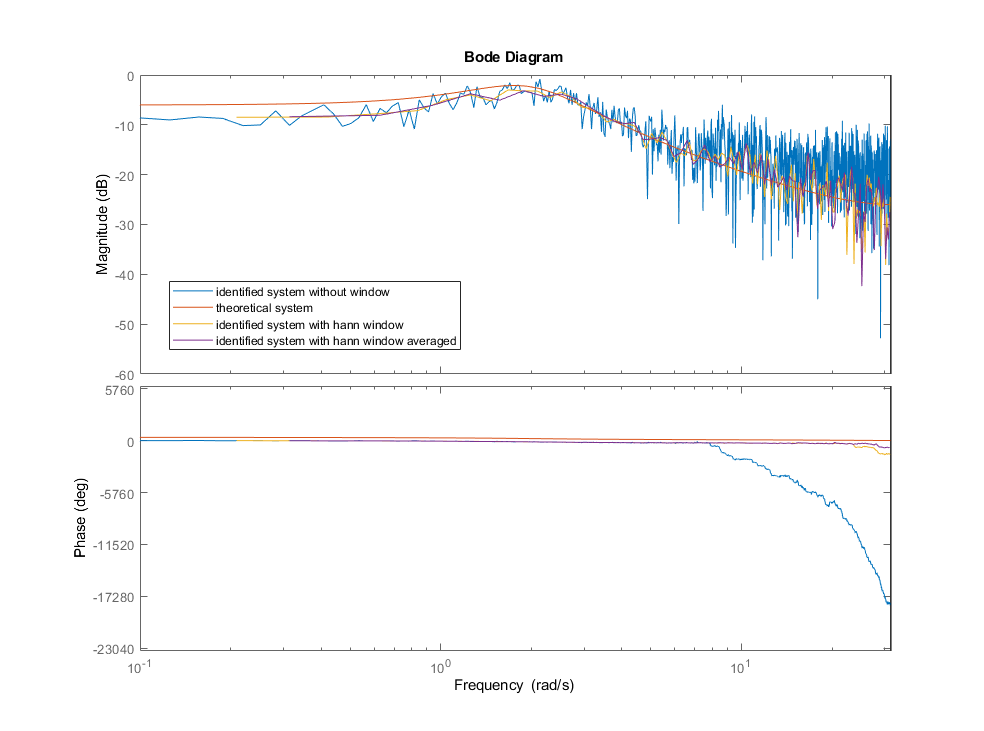 Bode Diagram
Magnitude (dB)
0
-10
-20
-30
-40
-50
-60
identified system without window
theoretical system
identified system with hann window
identified system with hann window averaged
Phase (deg)
5760
0
-5760
-11520
-17280
-23040
10^-1
10^0
10^1
Frequency (rad/s)